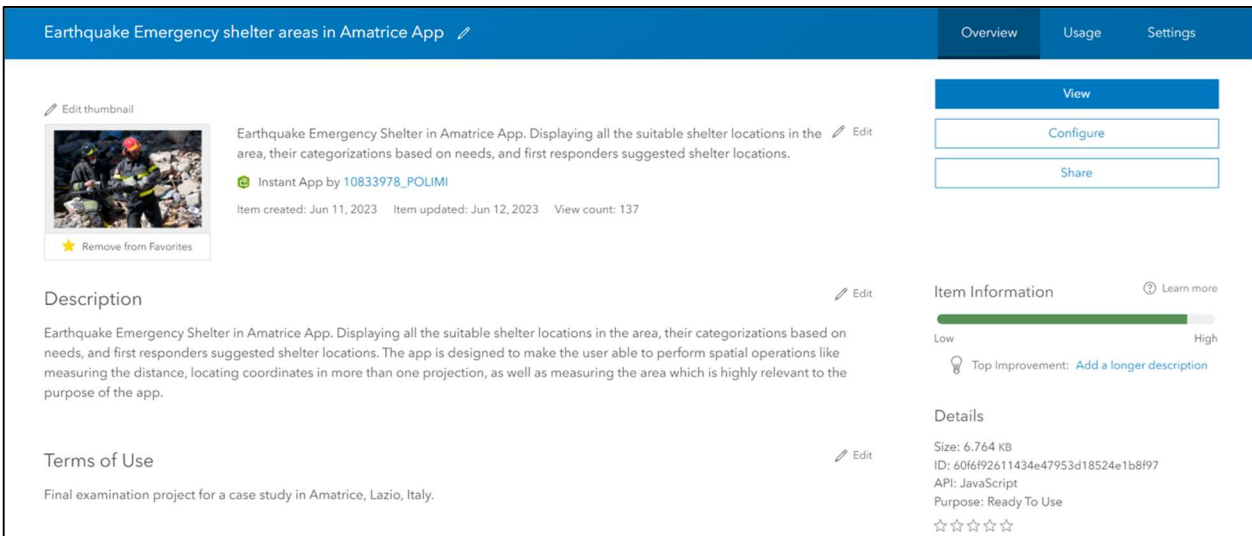 Earthquake Emergency shelter areas in Amatrice App
Overview
Usage
Settings
Edit thumbnail
Earthquake Emergency Shelter in Amatrice App. Displaying all the suitable shelter locations in the
area, their categorizations based on needs, and first responders suggested shelter locations.
Edit
Instant App by 10833978_POLIMI
Item created: Jun 11, 2023 Item updated: Jun 12, 2023 View count: 137
Remove from Favorites
View
Configure
Share
Description
Edit
Earthquake Emergency Shelter in Amatrice App. Displaying all the suitable shelter locations in the area, their categorizations based on
needs, and first responders suggested shelter locations. The app is designed to make the user able to perform spatial operations like
measuring the distance, locating coordinates in more than one projection, as well as measuring the area which is highly relevant to the
purpose of the app.
Terms of Use
Edit
Final examination project for a case study in Amatrice, Lazio, Italy.
Item Information
Learn more
Low
High
Top Improvement: Add a longer description
Details
Size: 6.764 KB
ID: 60f6f92611434e47953d18524e1b8f97
API: JavaScript
Purpose: Ready To Use